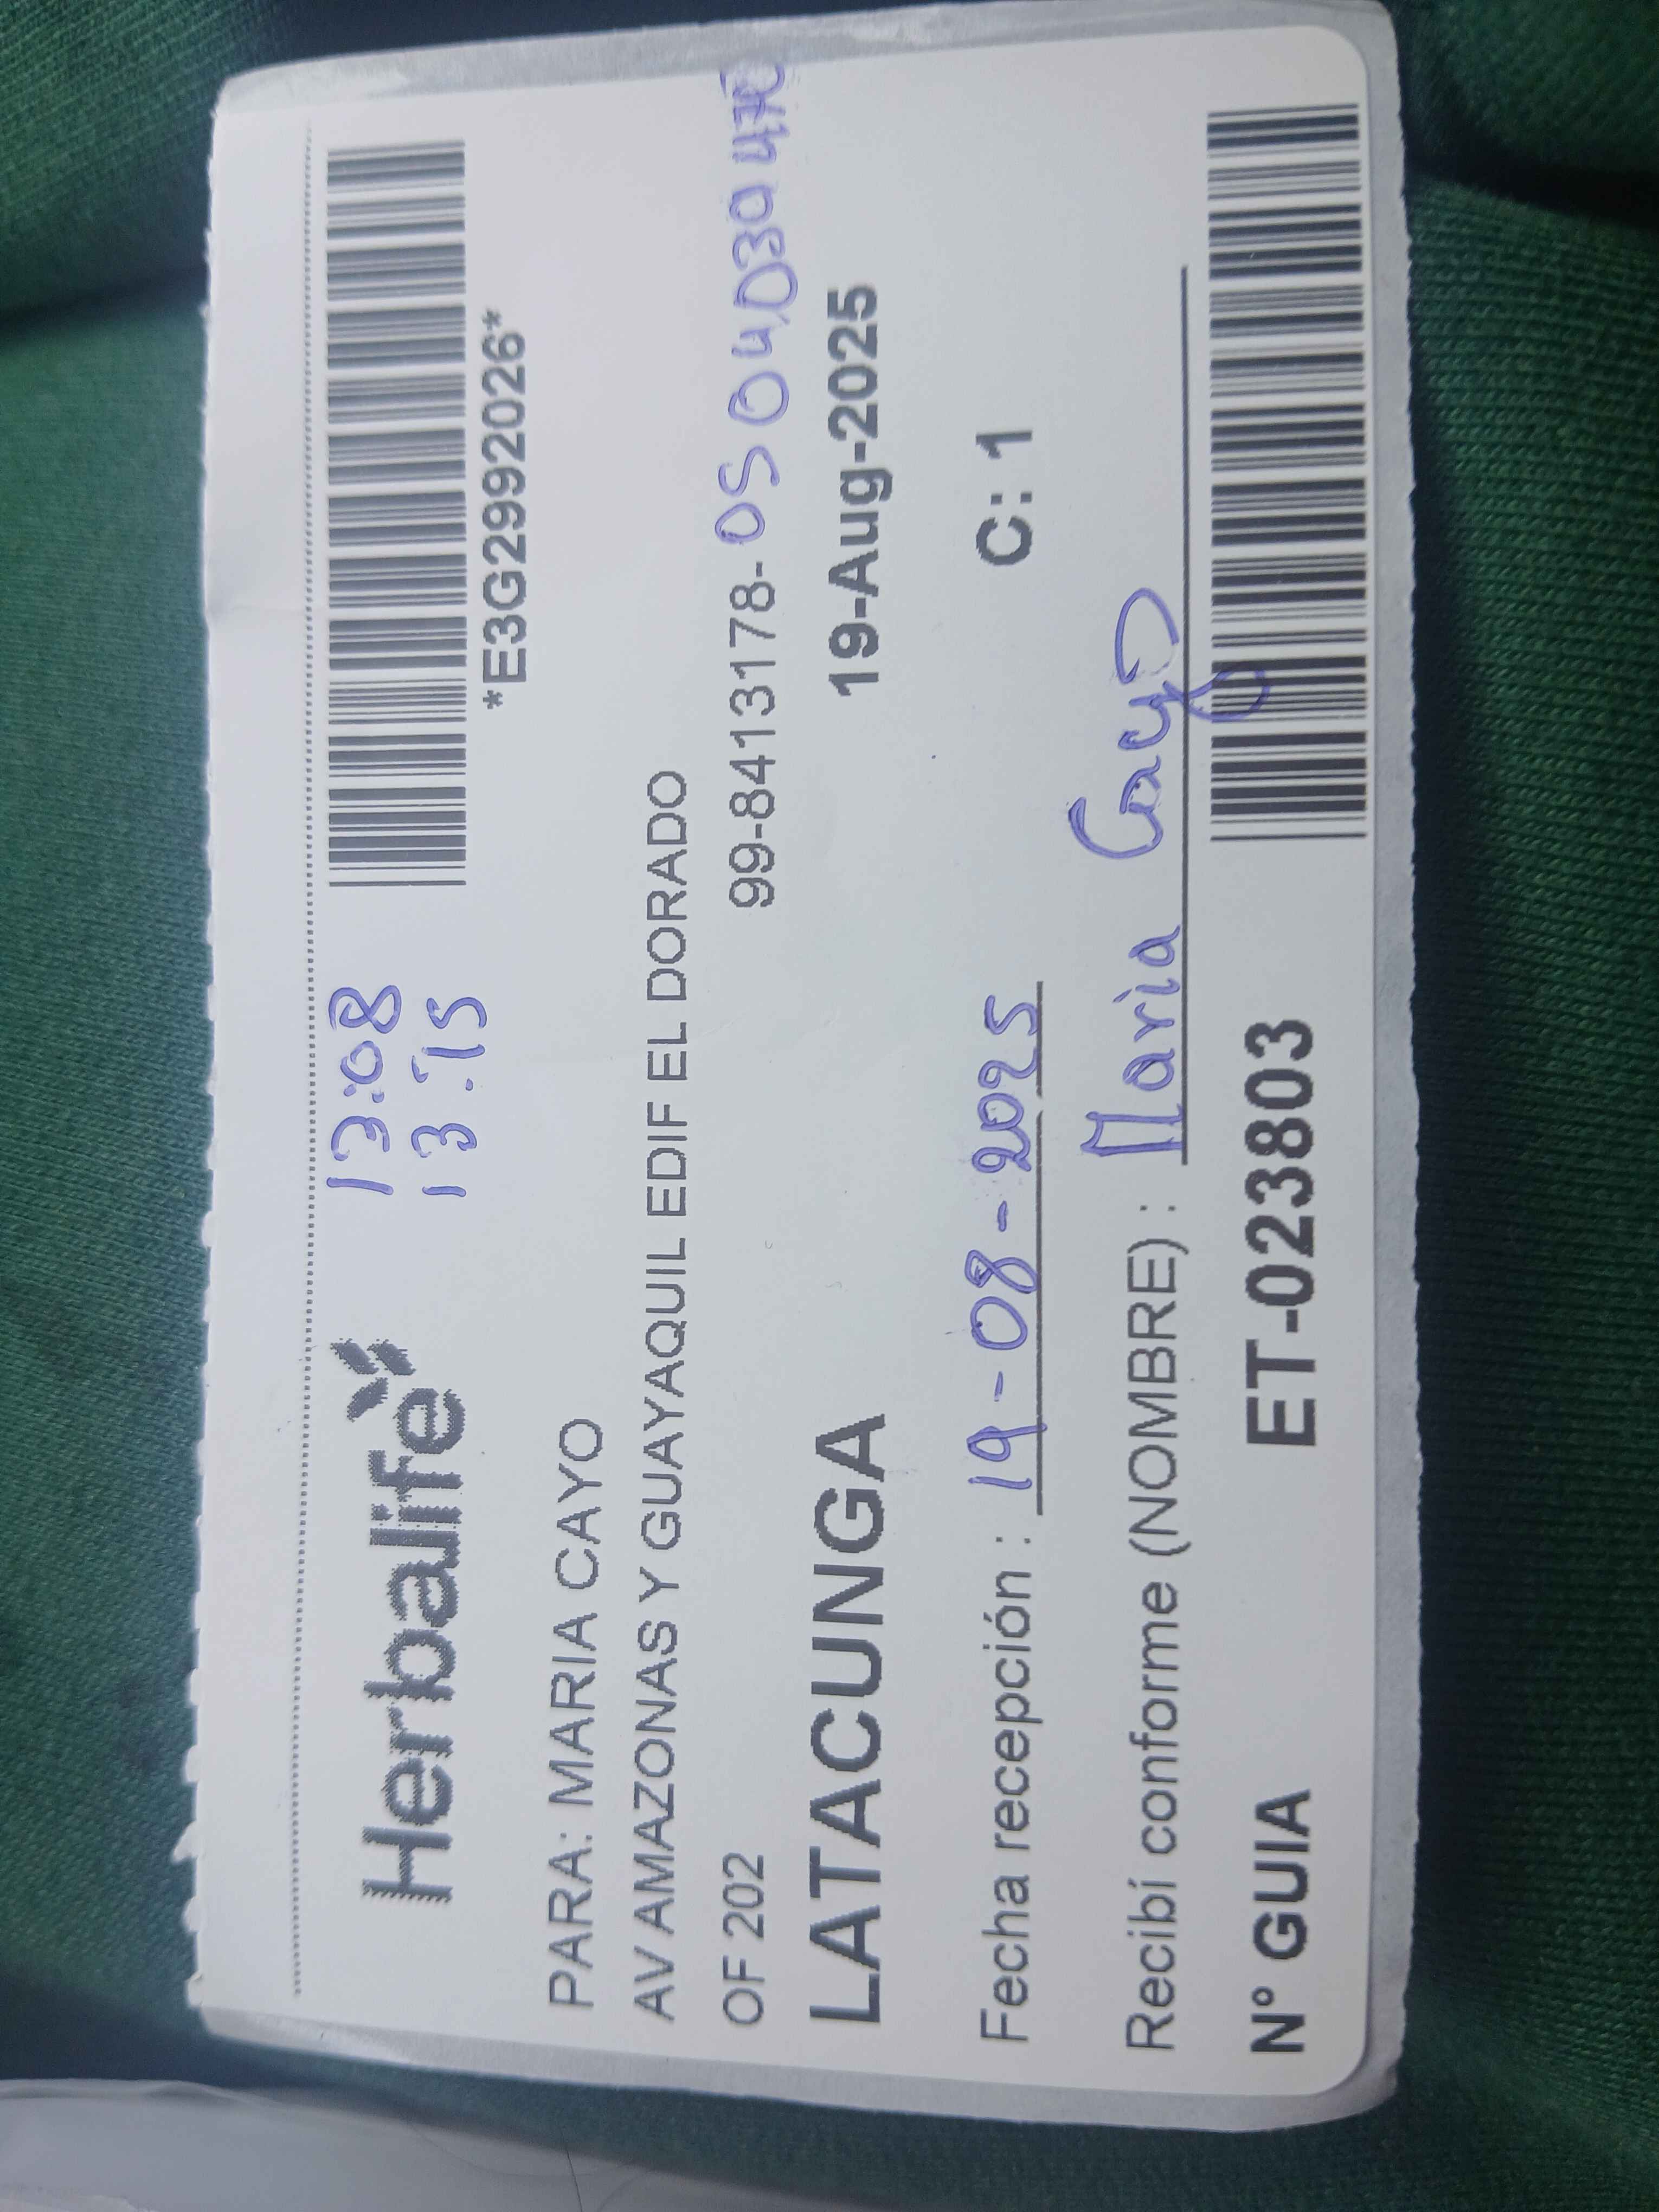 Herbalife
13:08
13:15
*E3G2992026*
PARA: MARIA CAYO
AV AMAZONAS Y GUAYAQUIL EDIF EL DORADO
OF 202
99-8413178-
LATACUNGA
19-Aug-2025
Fecha recepción : 19-08-2025
C: 1
Recibí conforme (NOMBRE) : Maria Cayo
N° GUIA
ET-023803